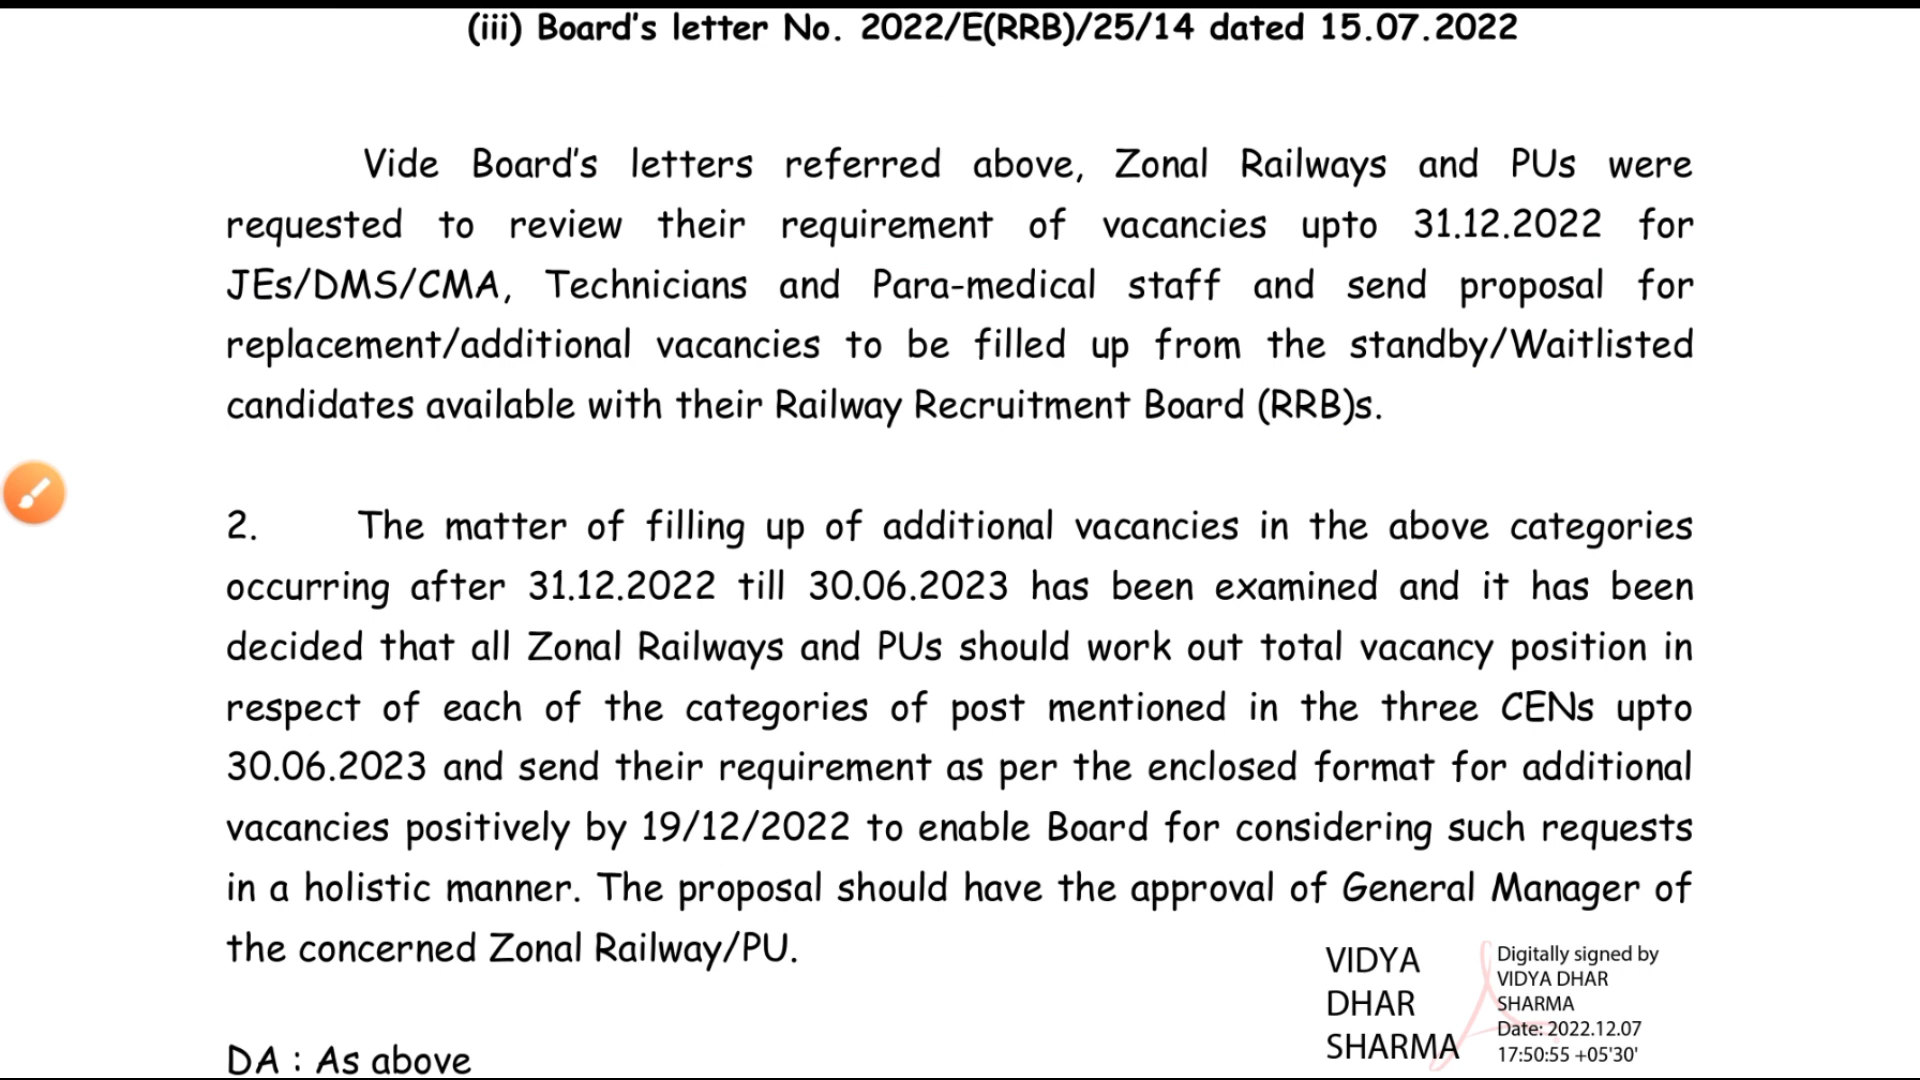 (iii) Board's letter No. 2022/E(RRB)/25/14 dated 15.07.2022
Vide Board's letters referred above, Zonal Railways and PUs were
requested to review their requirement of vacancies upto 31.12.2022 for
JEs/DMS/CMA, Technicians and Para-medical staff and send proposal for
replacement/additional vacancies to be filled up from the standby/Waitlisted
candidates available with their Railway Recruitment Board (RRB)s.
2. The matter of filling up of additional vacancies in the above categories
occurring after 31.12.2022 till 30.06.2023 has been examined and it has been
decided that all Zonal Railways and PUs should work out total vacancy position in
respect of each of the categories of post mentioned in the three CENs upto
30.06.2023 and send their requirement as per the enclosed format for additional
vacancies positively by 19/12/2022 to enable Board for considering such requests
in a holistic manner. The proposal should have the approval of General Manager of
the concerned Zonal Railway/PU.
VIDYA
DHAR
SHARMA
Digitally signed by
VIDYA DHAR
SHARMA
Date: 2022.12.07
17:50:55 +05'30'
DA : As above